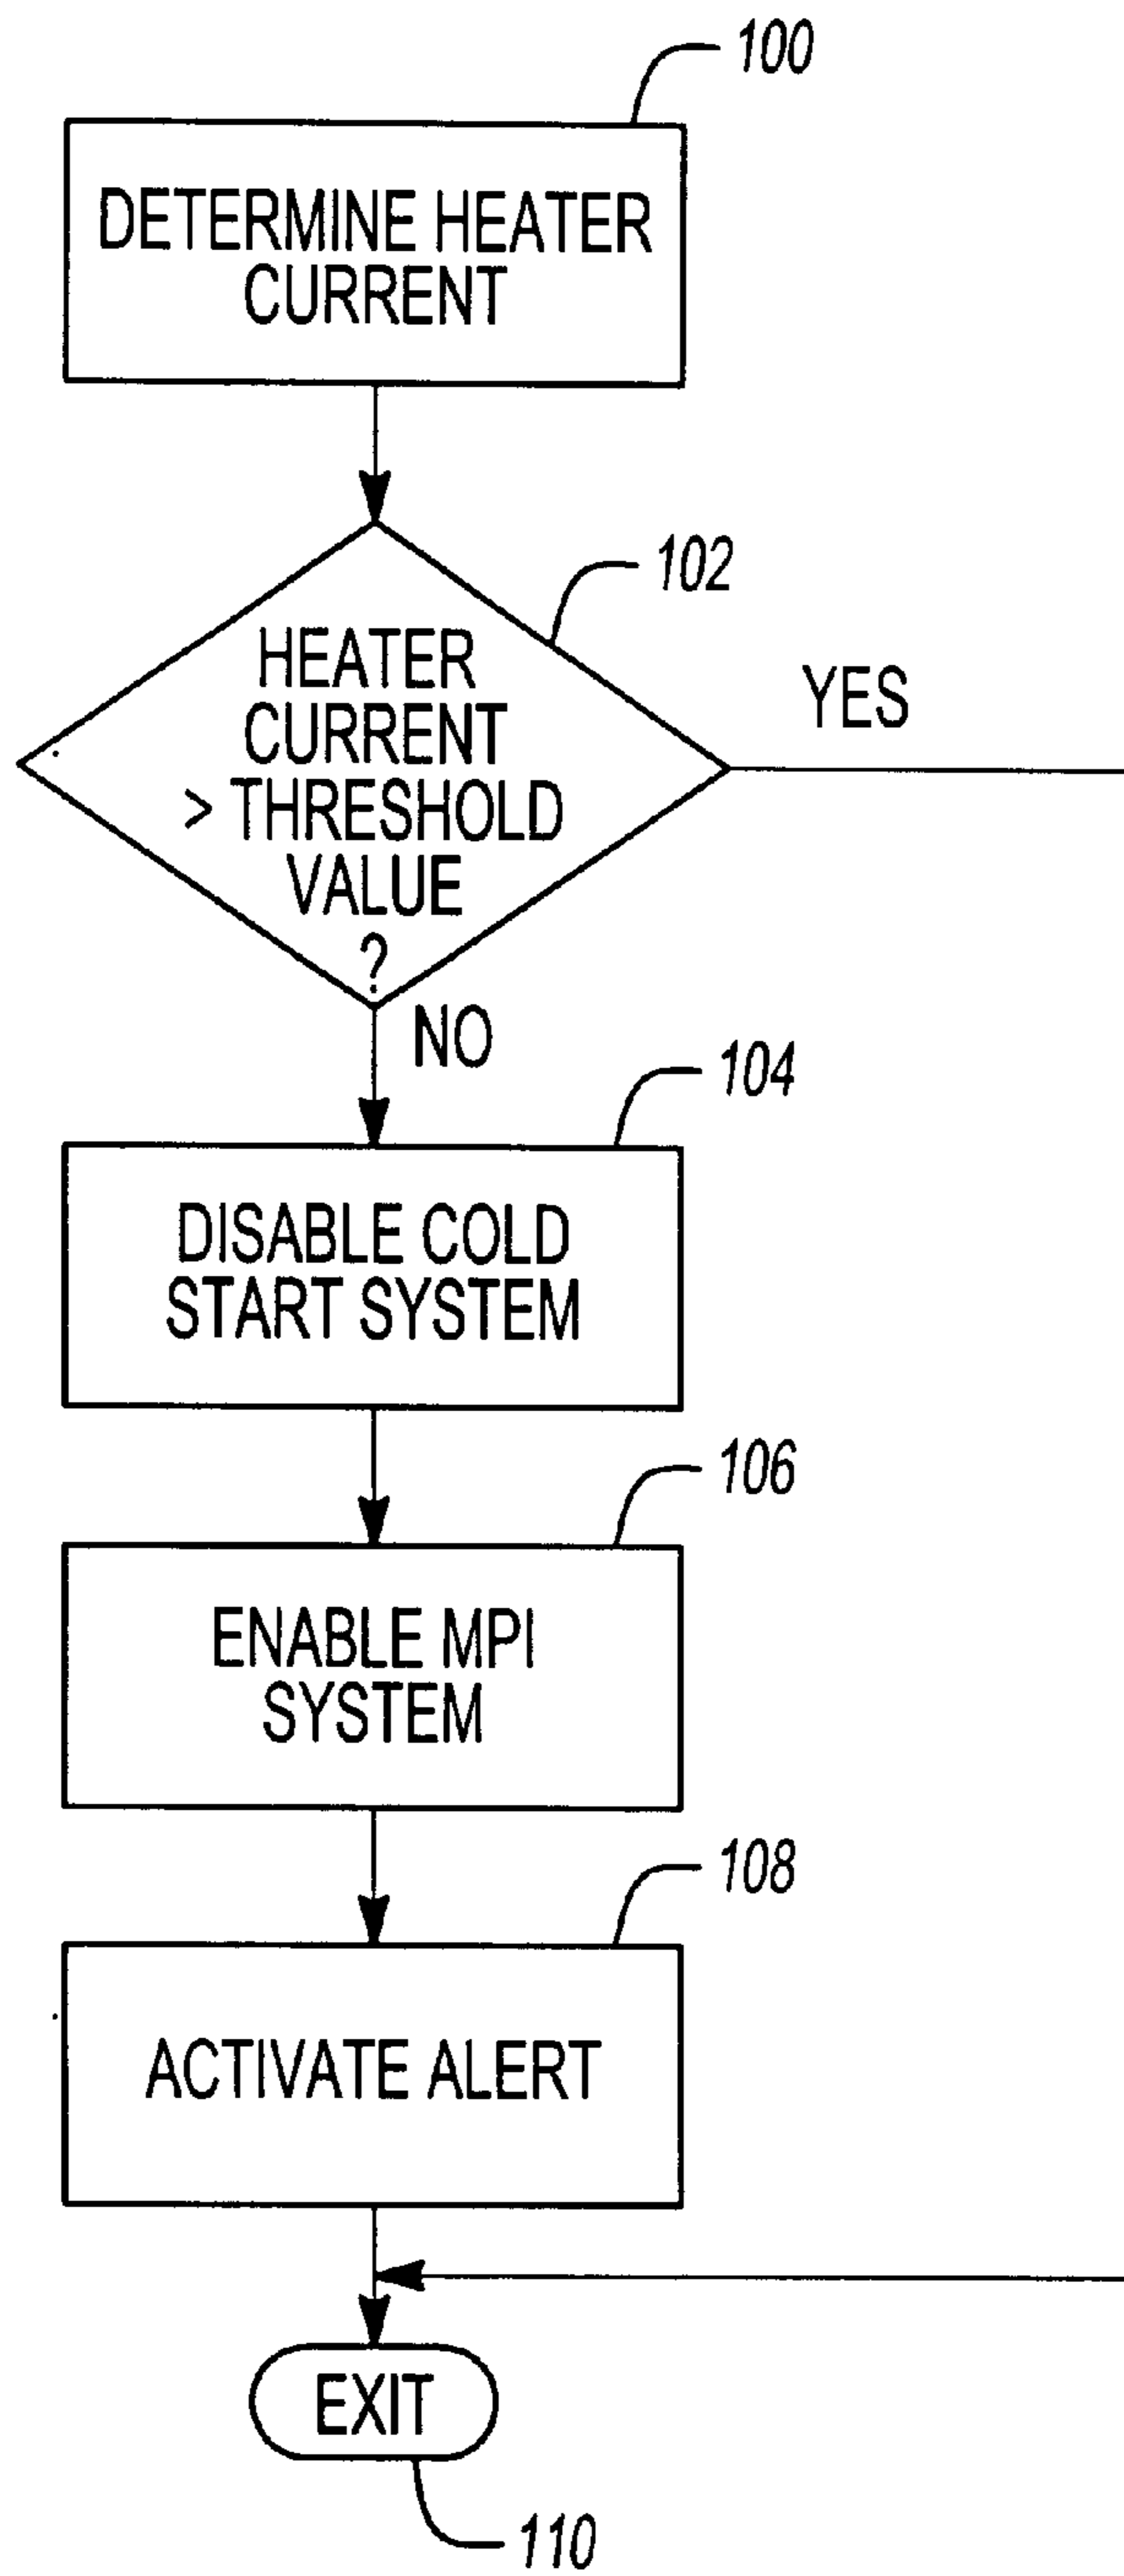 100
DETERMINE HEATER
CURRENT
102
HEATER
CURRENT
> THRESHOLD
VALUE
?
YES
NO
104
DISABLE COLD
START SYSTEM
106
ENABLE MPI
SYSTEM
108
ACTIVATE ALERT
EXIT
110